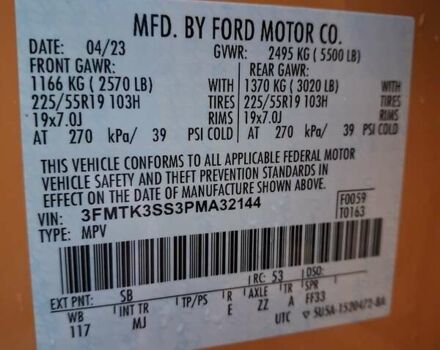 MFD. BY FORD MOTOR CO.
DATE: 04/23 GVWR: 2495 KG ( 5500 LB)
FRONT GAWR: REAR GAWR:
1166 KG ( 2570 LB) WITH 1370 KG ( 3020 LB) WITH
225/55R19 103H TIRES 225/55R19 103H TIRES
19x7.0J RIMS 19x7.0J RIMS
AT 270 kPa/ 39 PSI COLD AT 270 kPa/ 39 PSI COLD
THIS VEHICLE CONFORMS TO ALL APPLICABLE FEDERAL MOTOR
VEHICLE SAFETY AND THEFT PREVENTION STANDARDS IN
EFFECT ON THE DATE OF MANUFACTURE SHOWN ABOVE.
VIN: 3FMTK3SS3PMA32144 F0059
TYPE: MPV T0163
EXT PNT: SB RC: 53 DSO:
WB INT TR TP/PS R AXLE TR SPR
117 MJ E ZZ A FF33
UTC 5U5A-1520472-BA